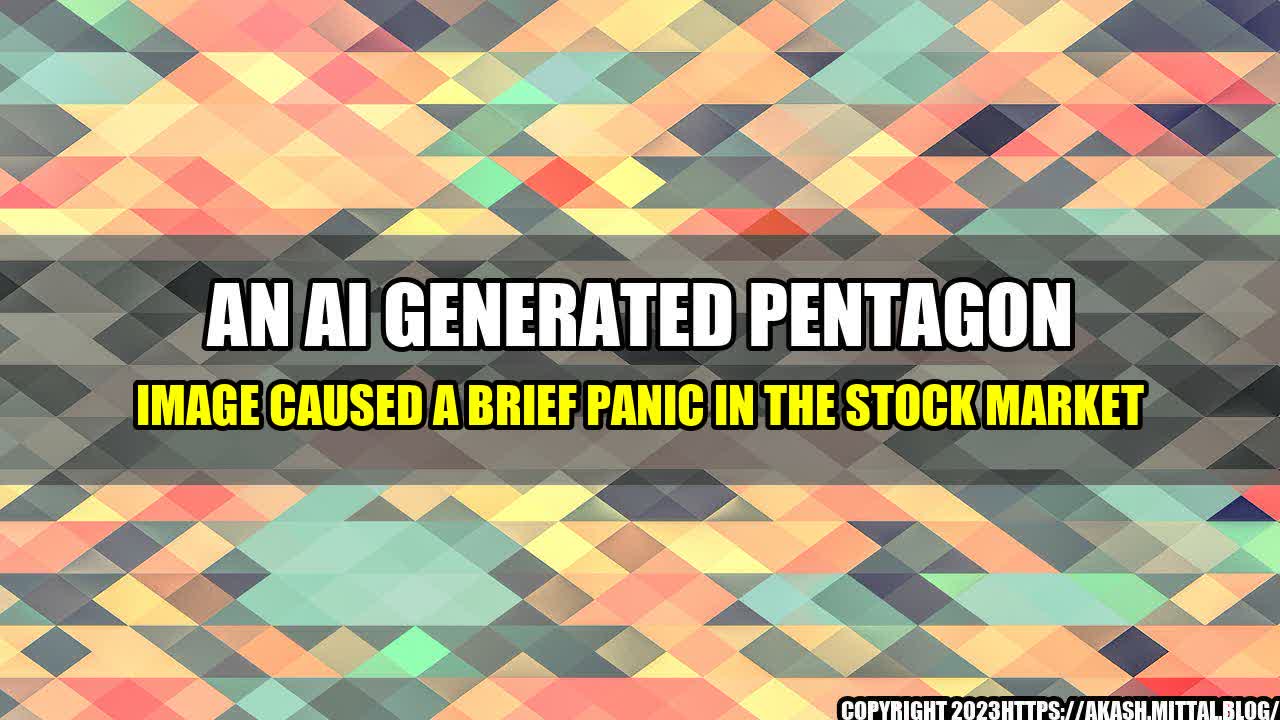 AN AI GENERATED PENTAGON
IMAGE CAUSED A BRIEF PANIC IN THE STOCK MARKET
COPYRIGHT 2023HTTPS://AKASH.MITTAL.BLOG/